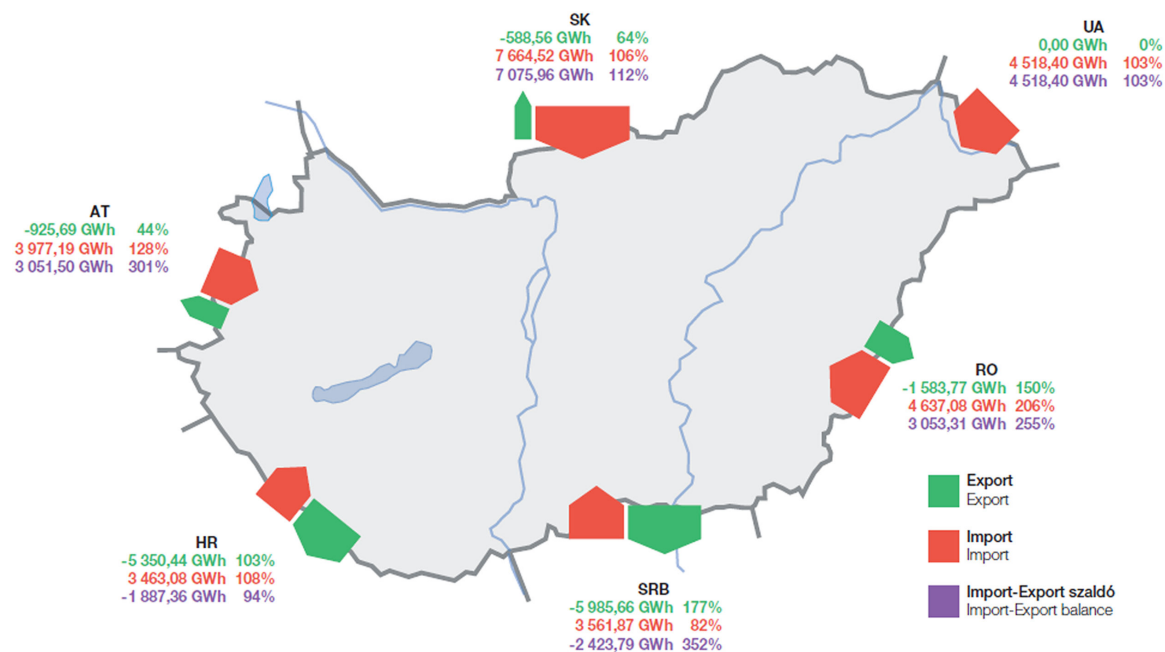 SK
-588,56 GWh 64%
7 664,52 GWh 106%
7 075,96 GWh 112%
UA
0,00 GWh 0%
4 518,40 GWh 103%
4 518,40 GWh 103%
AT
-925,69 GWh 44%
3 977,19 GWh 128%
3 051,50 GWh 301%
RO
-1 583,77 GWh 150%
4 637,08 GWh 206%
3 053,31 GWh 255%
HR
-5 350,44 GWh 103%
3 463,08 GWh 108%
-1 887,36 GWh 94%
SRB
-5 985,66 GWh 177%
3 561,87 GWh 82%
-2 423,79 GWh 352%
Export
Export
Import
Import
Import-Export szaldó
Import-Export balance